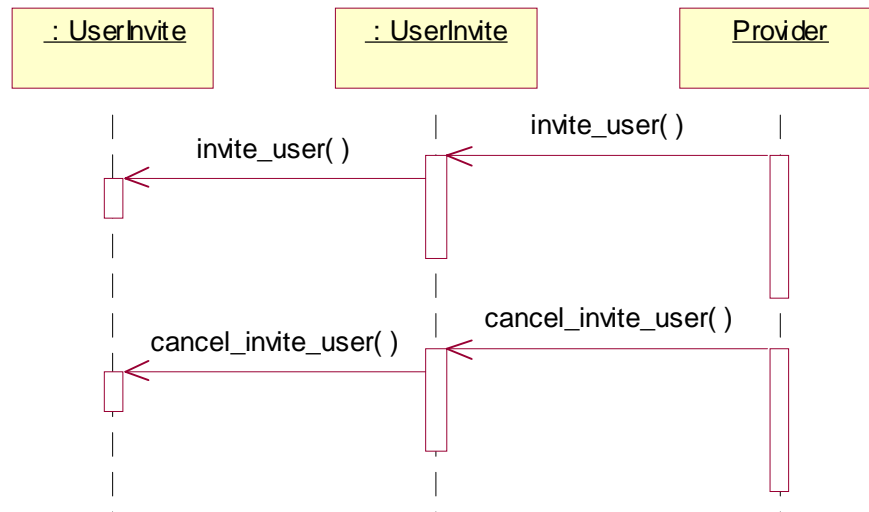 : UserInvite
: UserInvite
Provider
invite_user( )
invite_user( )
cancel_invite_user( )
cancel_invite_user( )